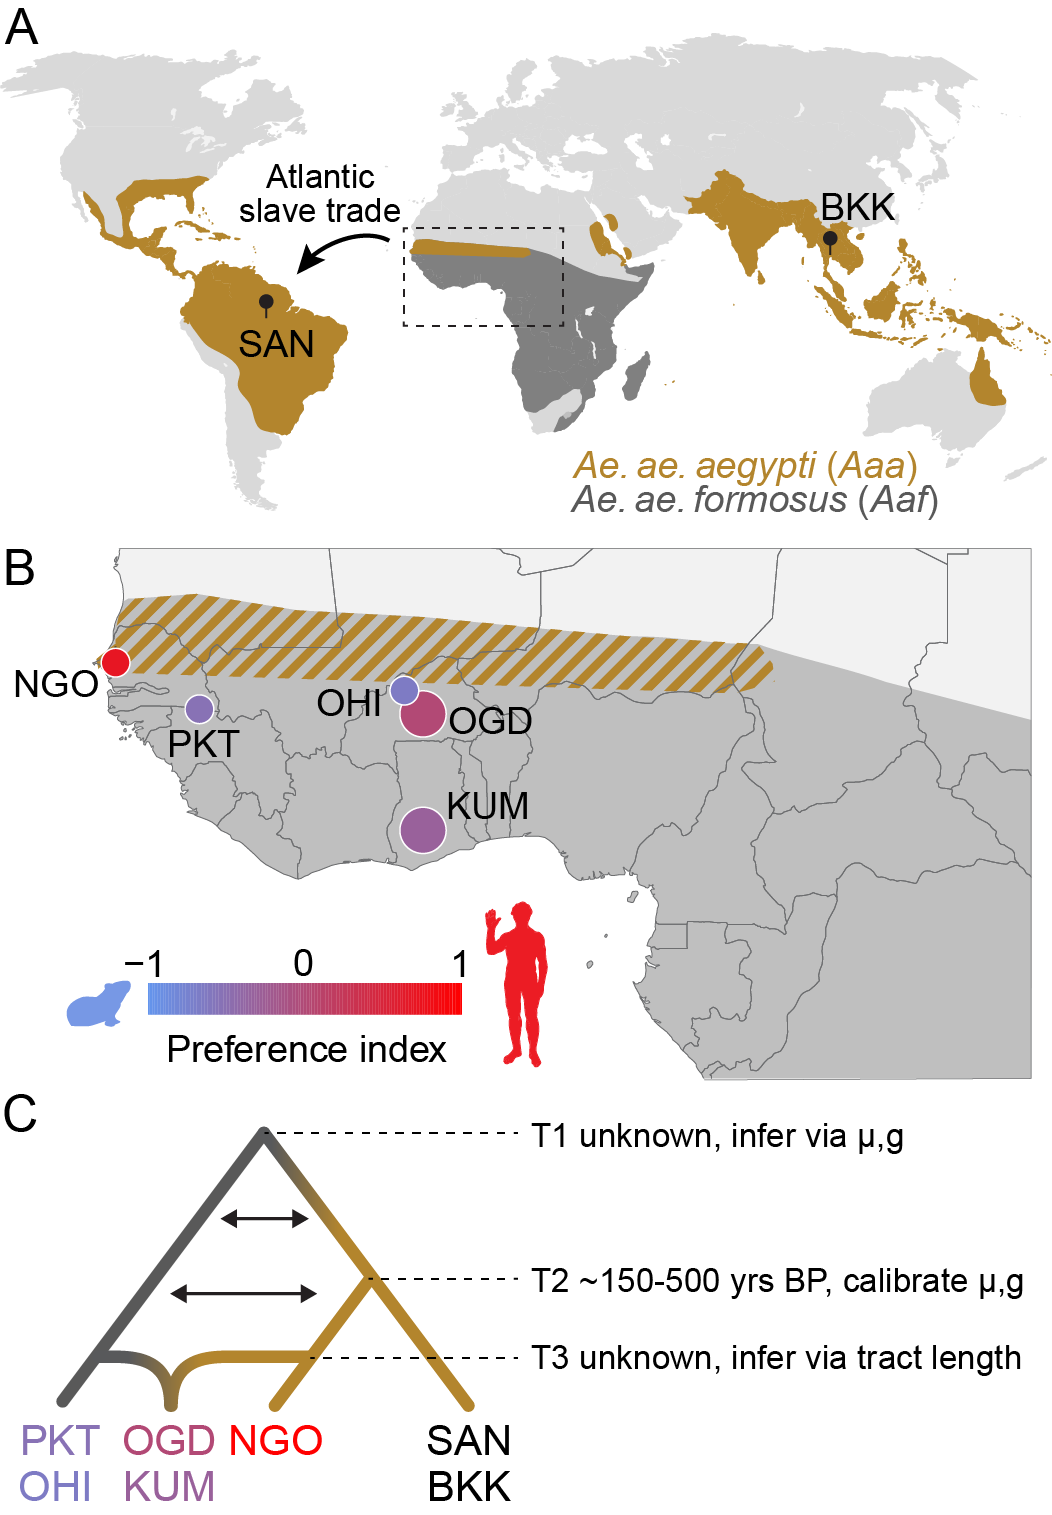 A
Atlantic
slave trade
BKK
SAN
Ae. ae. aegypti (Aaa)
Ae. ae. formosus (Aaf)
B
NGO
OHI
OGD
PKT
KUM
−1 0 1
Preference index
C
T1 unknown, infer via µ,g
T2 ~150-500 yrs BP, calibrate µ,g
T3 unknown, infer via tract length
PKT OGD NGO SAN
OHI KUM BKK